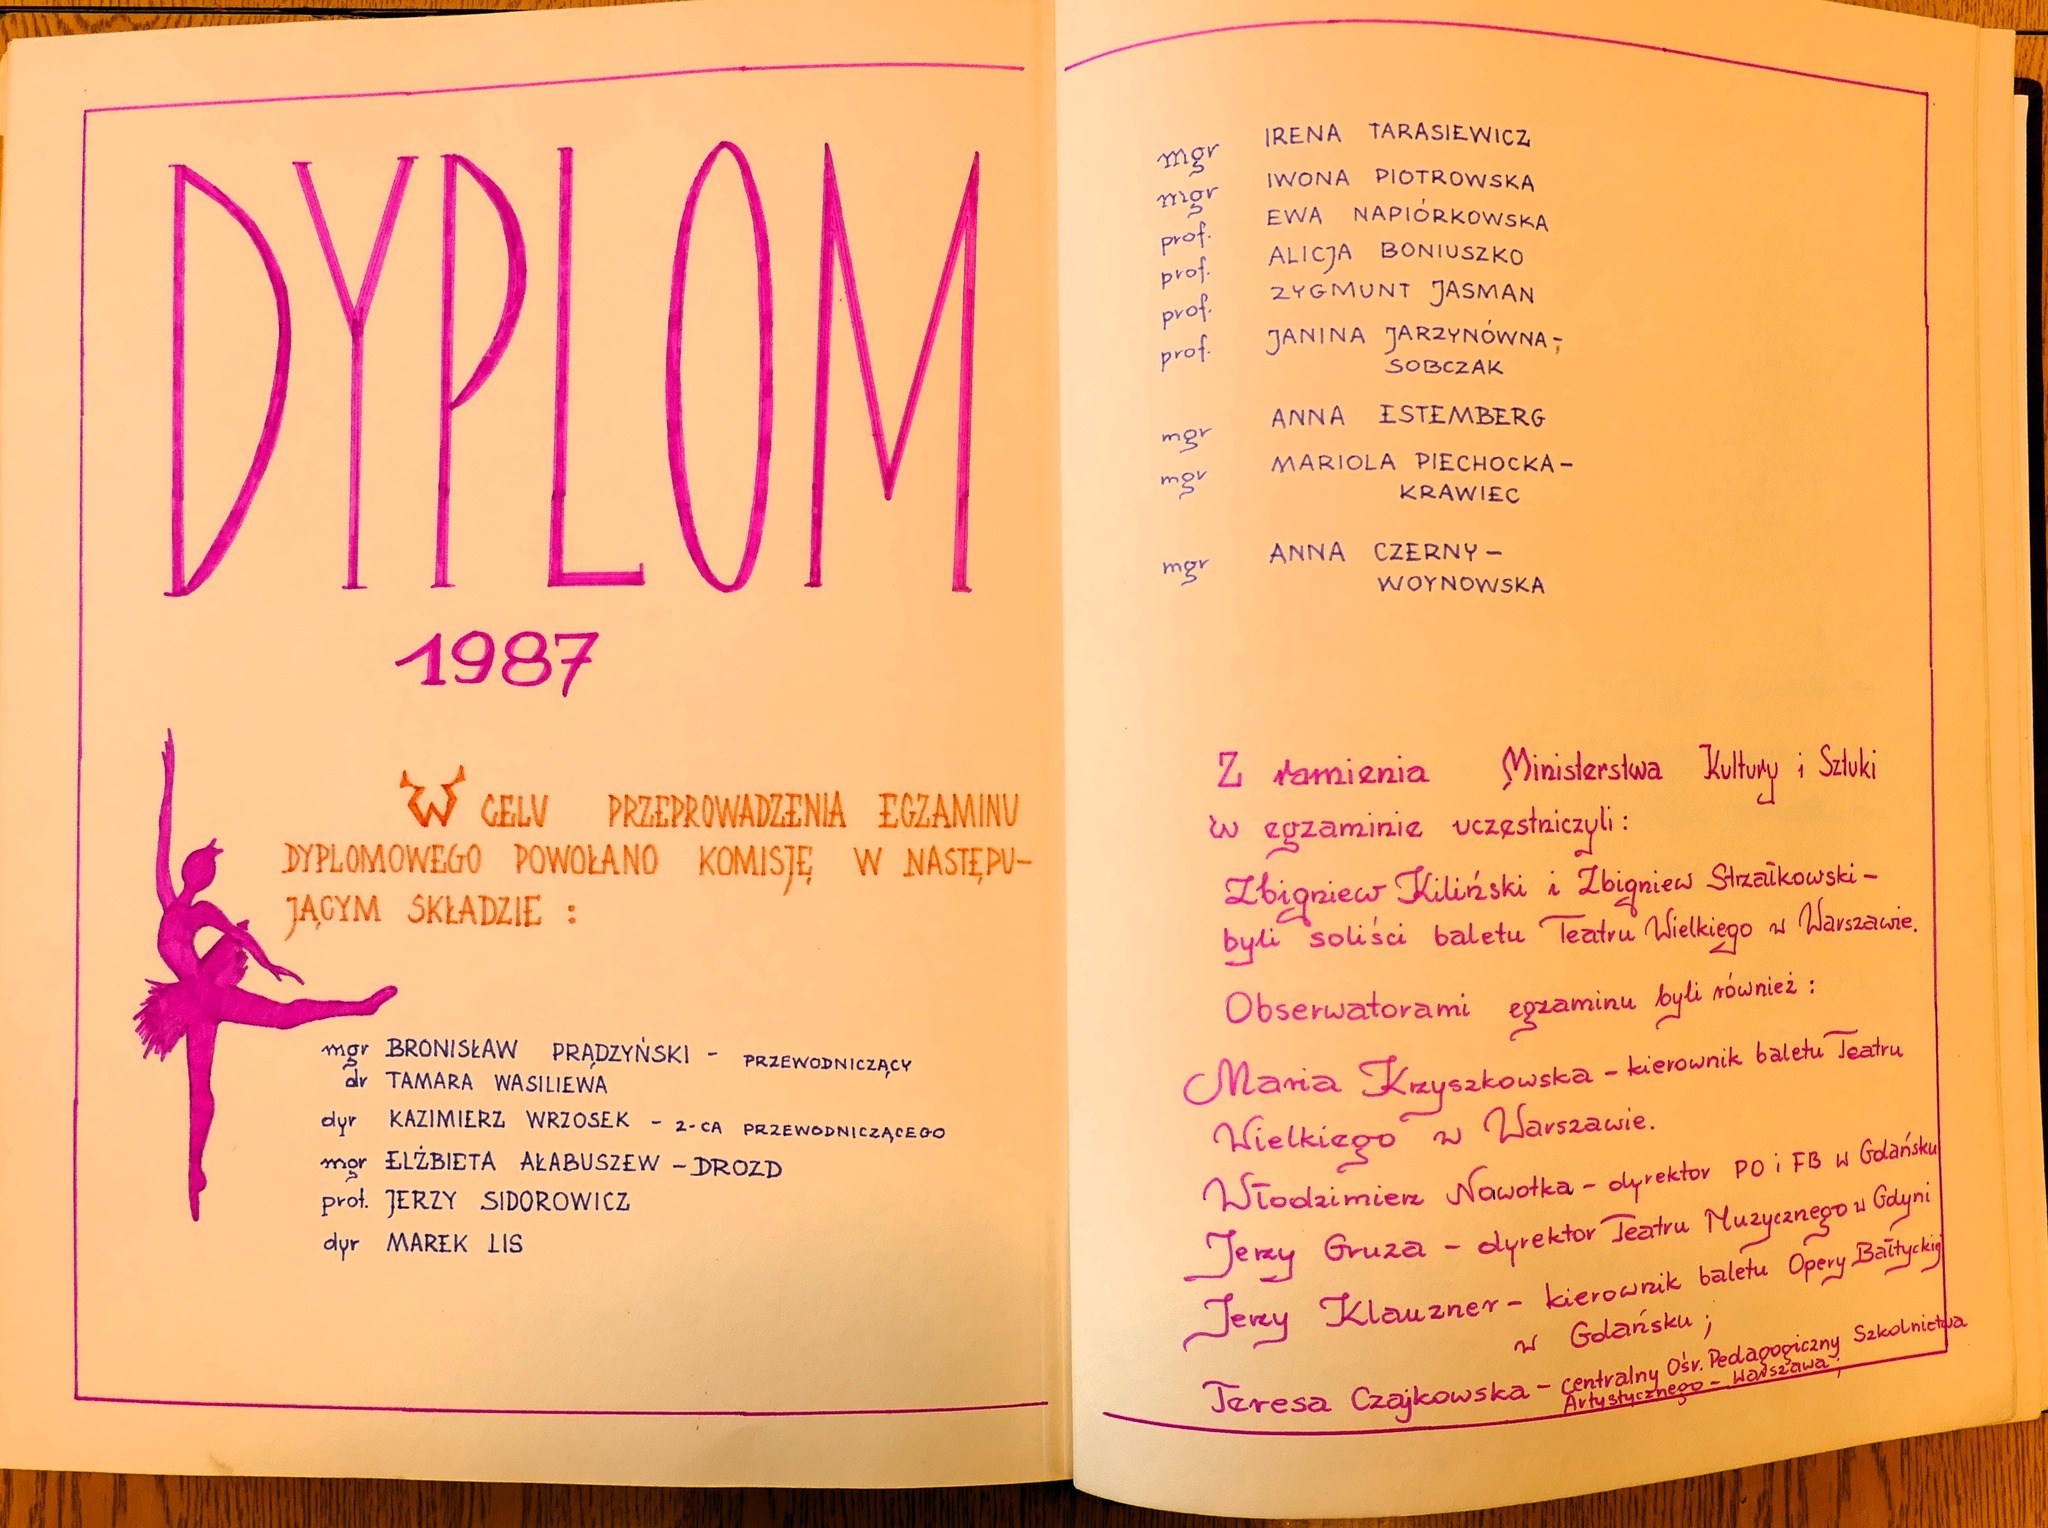 DYPLOM
1987
W CELU PRZEPROWADZENIA EGZAMINU
DYPLOMOWEGO POWOŁANO KOMISJĘ W NASTĘPU-
JĄCYM SKŁADZIE :
mgr BRONISŁAW PRĄDZYŃSKI - PRZEWODNICZĄCY
dr TAMARA WASILIEWA
dyr KAZIMIERZ WRZOSEK - Z-CA PRZEWODNICZĄCEGO
mgr ELŻBIETA AŁABUSZEW - DROZD
prof. JERZY SIDOROWICZ
dyr MAREK LIS
mgr IRENA TARASIEWICZ
mgr IWONA PIOTROWSKA
prof. EWA NAPIÓRKOWSKA
prof. ALICJA BONIUSZKO
prof. ZYGMUNT JASMAN
prof. JANINA JARZYNÓWNA-
SOBCZAK
mgr ANNA ESTEMBERG
mgr MARIOLA PIECHOCKA-
KRAWIEC
mgr ANNA CZERNY-
WOYNOWSKA
Z ramienia Ministerstwa Kultury i Sztuki
w egzaminie uczęstniczyli :
Zbigniew Kiliński i Zbigniew Strzałkowski -
byli soliści baletu Teatru Wielkiego w Warszawie.
Obserwatorami egzaminu byli również :
Maria Krzyszkowska - kierownik baletu Teatru
Wielkiego w Warszawie.
Włodzimierz Nawotka - dyrektor PO i FB w Gdańsku
Jerzy Gruza - dyrektor Teatru Muzycznego w Gdyni
Jerzy Klauzner - kierownik baletu Opery Bałtyckiej
w Gdańsku ;
Teresa Czajkowska - centralny Ośr. Pedagogiczny Szkolnictwa
Artystycznego - Warszawa ;